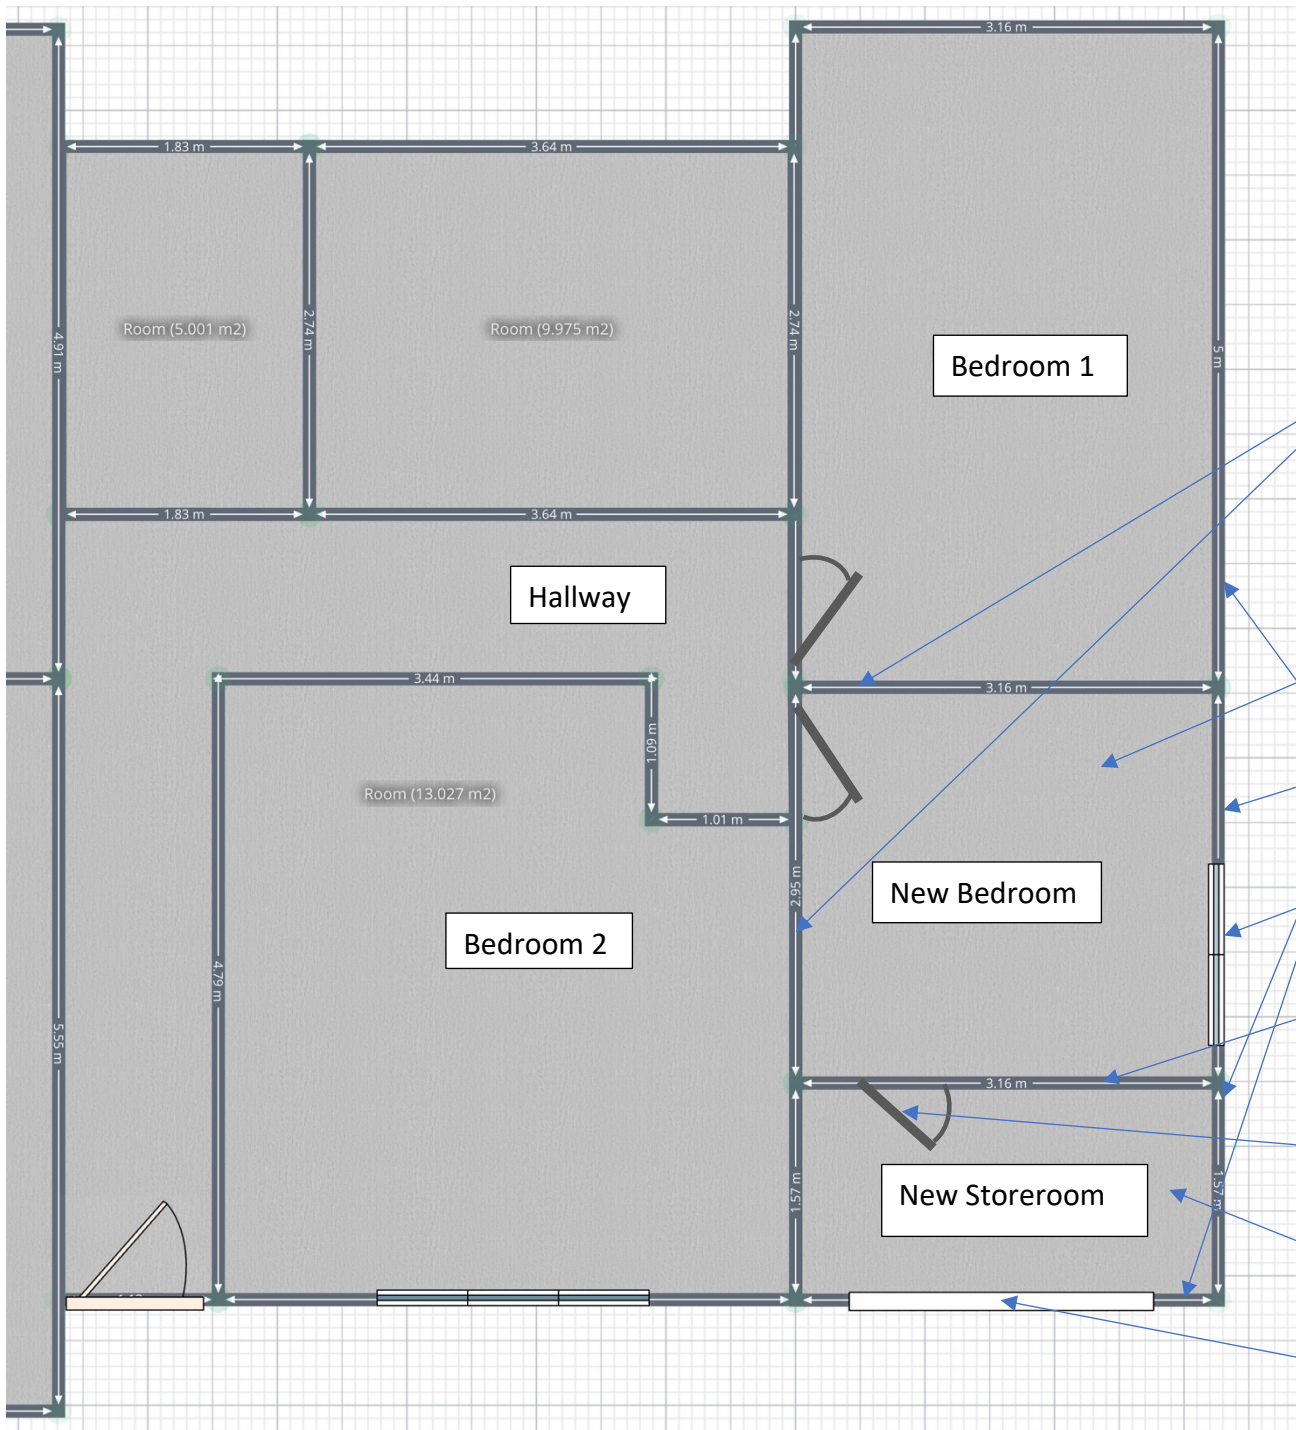 3.16 m
1.83 m
3.64 m
4.91 m
2.74 m
2.74 m
5 m
Room (5.001 m2)
Room (9.975 m2)
Bedroom 1
1.83 m
3.64 m
Hallway
3.44 m
3.16 m
1.09 m
Room (13.027 m2)
1.01 m
2.95 m
New Bedroom
Bedroom 2
4.79 m
5.55 m
3.16 m
1.57 m
New Storeroom
1.57 m